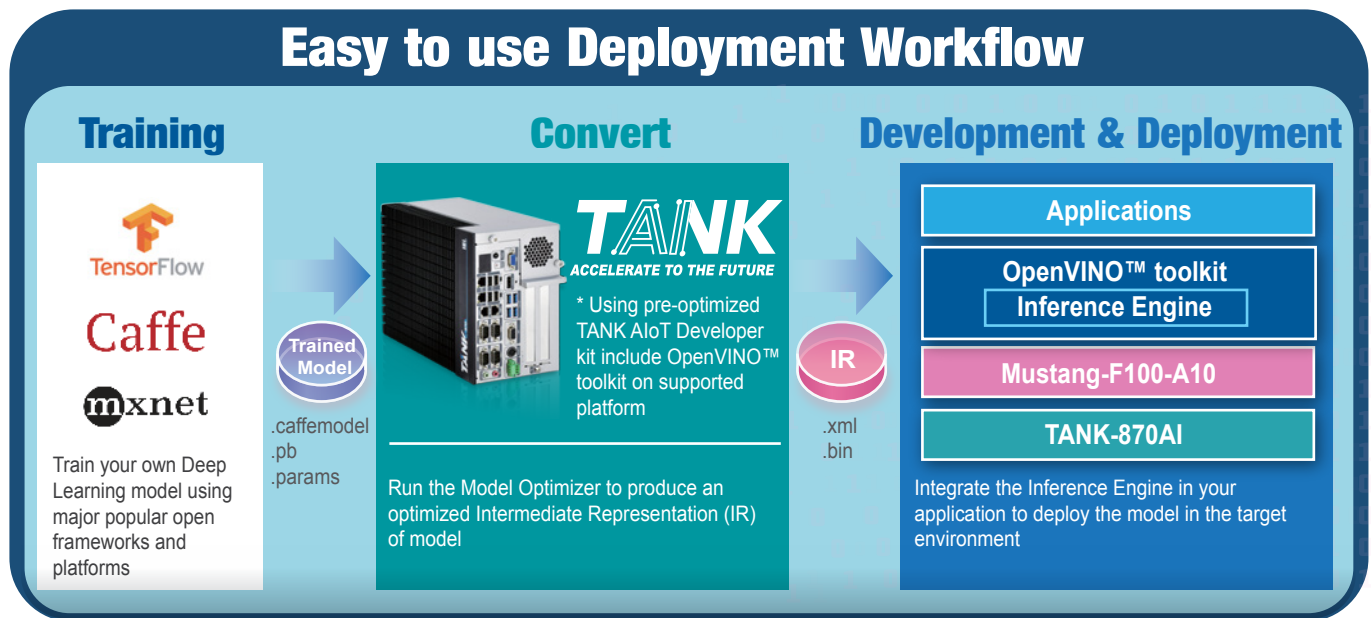 Easy to use Deployment Workflow
Training
TensorFlow
Caffe
mxnet
Train your own Deep
Learning model using
major popular open
frameworks and
platforms
Trained
Model
.caffemodel
.pb
.params
Convert
TANK
ACCELERATE TO THE FUTURE
* Using pre-optimized
TANK AIoT Developer
kit include OpenVINO™
toolkit on supported
platform
Run the Model Optimizer to produce an
optimized Intermediate Representation (IR)
of model
IR
.xml
.bin
Development & Deployment
Applications
OpenVINO™ toolkit
Inference Engine
Mustang-F100-A10
TANK-870AI
Integrate the Inference Engine in your
application to deploy the model in the target
environment